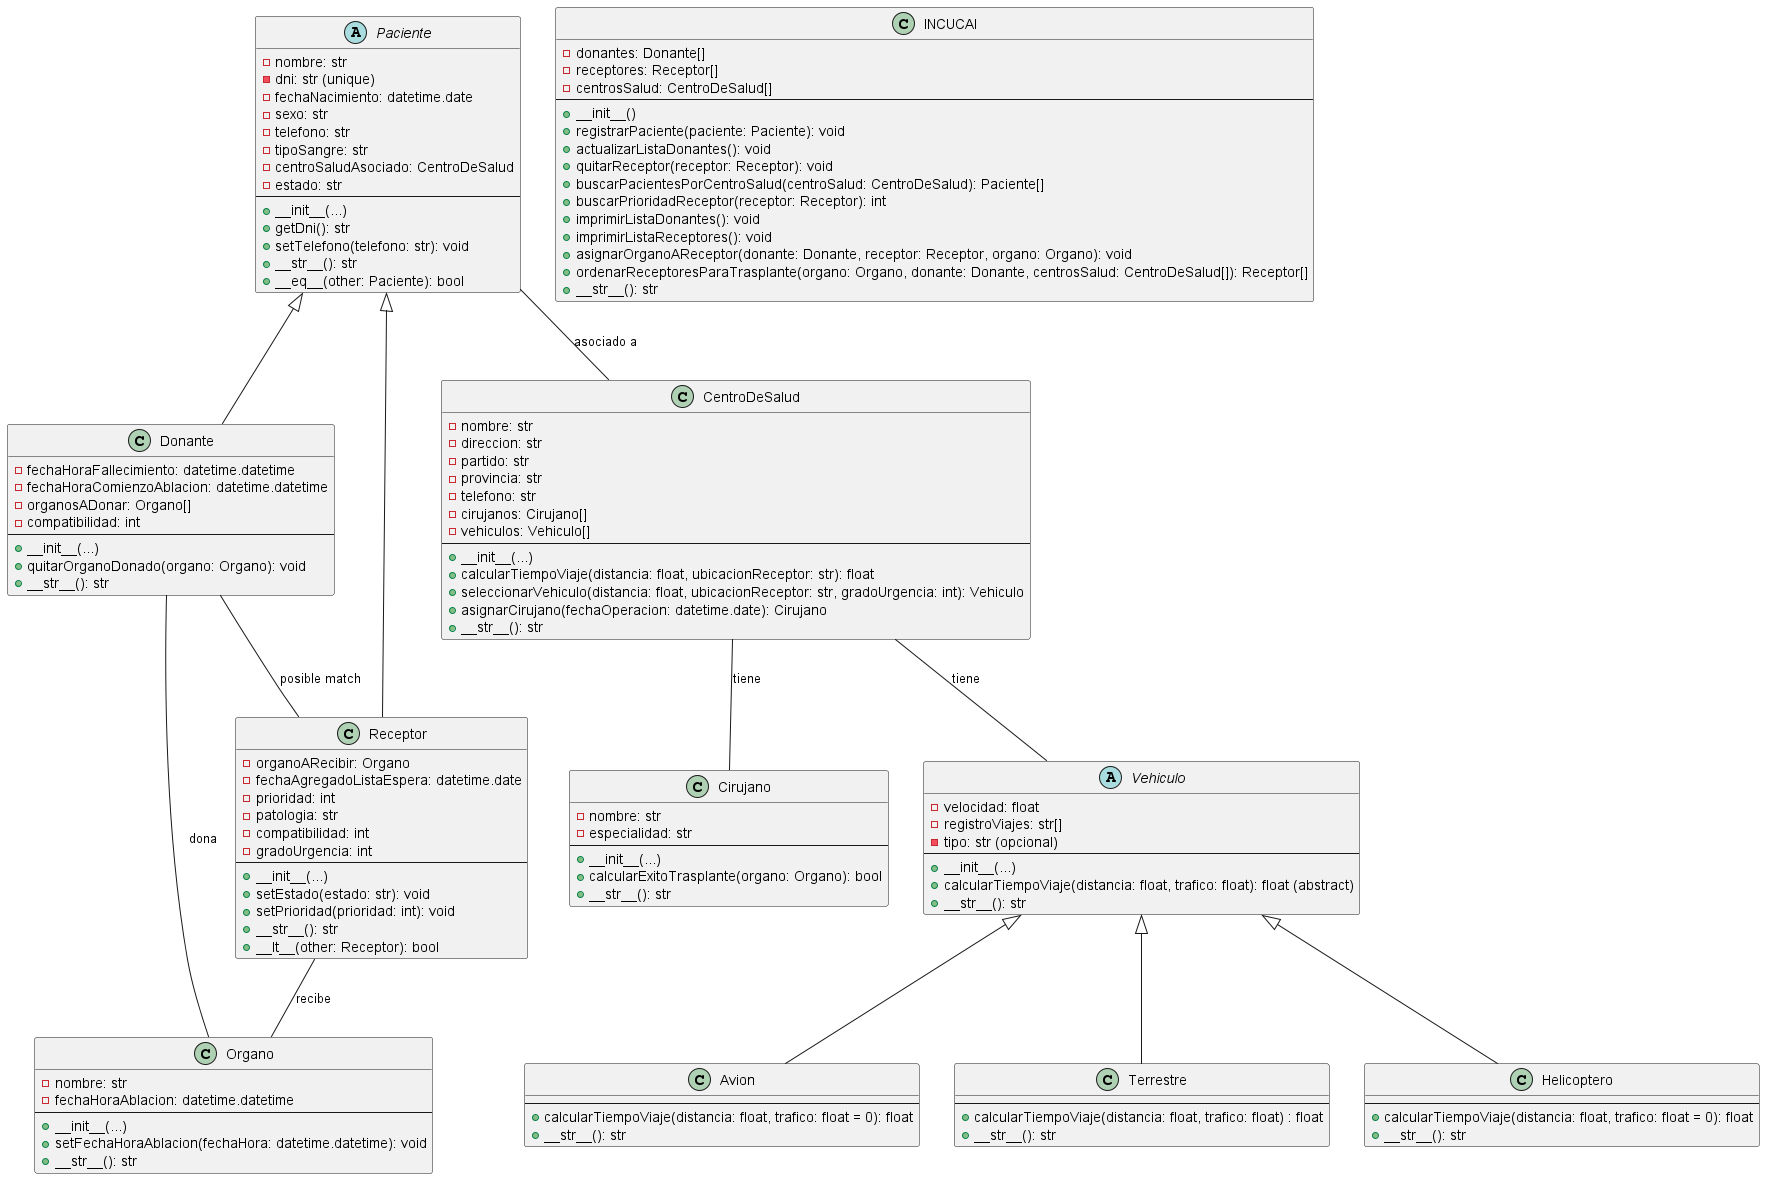 A Paciente
nombre: str
dni: str (unique)
fechaNacimiento: datetime.date
sexo: str
telefono: str
tipoSangre: str
centroSaludAsociado: CentroDeSalud
estado: str
__init__(...)
getDni(): str
setTelefono(telefono: str): void
__str__(): str
__eq__(other: Paciente): bool
C INCUCAI
donantes: Donante[]
receptores: Receptor[]
centrosSalud: CentroDeSalud[]
__init__()
registrarPaciente(paciente: Paciente): void
actualizarListaDonantes(): void
quitarReceptor(receptor: Receptor): void
buscarPacientesPorCentroSalud(centroSalud: CentroDeSalud): Paciente[]
buscarPrioridadReceptor(receptor: Receptor): int
imprimirListaDonantes(): void
imprimirListaReceptores(): void
asignarOrganoAReceptor(donante: Donante, receptor: Receptor, organo: Organo): void
ordenarReceptoresParaTrasplante(organo: Organo, donante: Donante, centrosSalud: CentroDeSalud[]): Receptor[]
__str__(): str
asociado a
C Donante
fechaHoraFallecimiento: datetime.datetime
fechaHoraComienzoAblacion: datetime.datetime
organosADonar: Organo[]
compatibilidad: int
__init__(...)
quitarOrganoDonado(organo: Organo): void
__str__(): str
C CentroDeSalud
nombre: str
direccion: str
partido: str
provincia: str
telefono: str
cirujanos: Cirujano[]
vehiculos: Vehiculo[]
__init__(...)
calcularTiempoViaje(distancia: float, ubicacionReceptor: str): float
seleccionarVehiculo(distancia: float, ubicacionReceptor: str, gradoUrgencia: int): Vehiculo
asignarCirujano(fechaOperacion: datetime.date): Cirujano
__str__(): str
posible match
tiene
tiene
dona
C Receptor
organoARecibir: Organo
fechaAgregadoListaEspera: datetime.date
prioridad: int
patologia: str
compatibilidad: int
gradoUrgencia: int
__init__(...)
setEstado(estado: str): void
setPrioridad(prioridad: int): void
__str__(): str
__lt__(other: Receptor): bool
C Cirujano
nombre: str
especialidad: str
__init__(...)
calcularExitoTrasplante(organo: Organo): bool
__str__(): str
A Vehiculo
velocidad: float
registroViajes: str[]
tipo: str (opcional)
__init__(...)
calcularTiempoViaje(distancia: float, trafico: float): float (abstract)
__str__(): str
recibe
C Organo
nombre: str
fechaHoraAblacion: datetime.datetime
__init__(...)
setFechaHoraAblacion(fechaHora: datetime.datetime): void
__str__(): str
C Avion
calcularTiempoViaje(distancia: float, trafico: float = 0): float
__str__(): str
C Terrestre
calcularTiempoViaje(distancia: float, trafico: float) : float
__str__(): str
C Helicoptero
calcularTiempoViaje(distancia: float, trafico: float = 0): float
__str__(): str